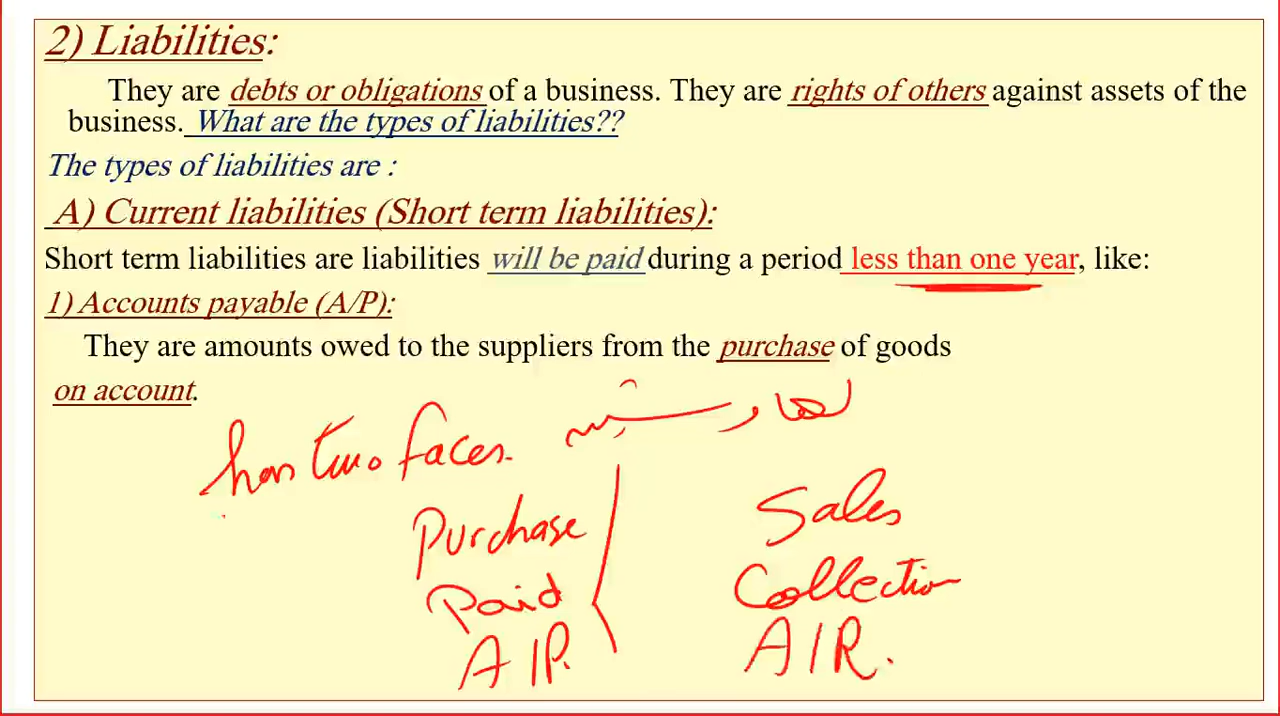 2) Liabilities:
They are debts or obligations of a business. They are rights of others against assets of the
business. What are the types of liabilities??
The types of liabilities are :
A) Current liabilities (Short term liabilities):
Short term liabilities are liabilities will be paid during a period less than one year, like:
1) Accounts payable (A/P):
They are amounts owed to the suppliers from the purchase of goods
on account.
has two faces. لها وشين
Purchase Sales
Paid Collection
A/P. A/R.